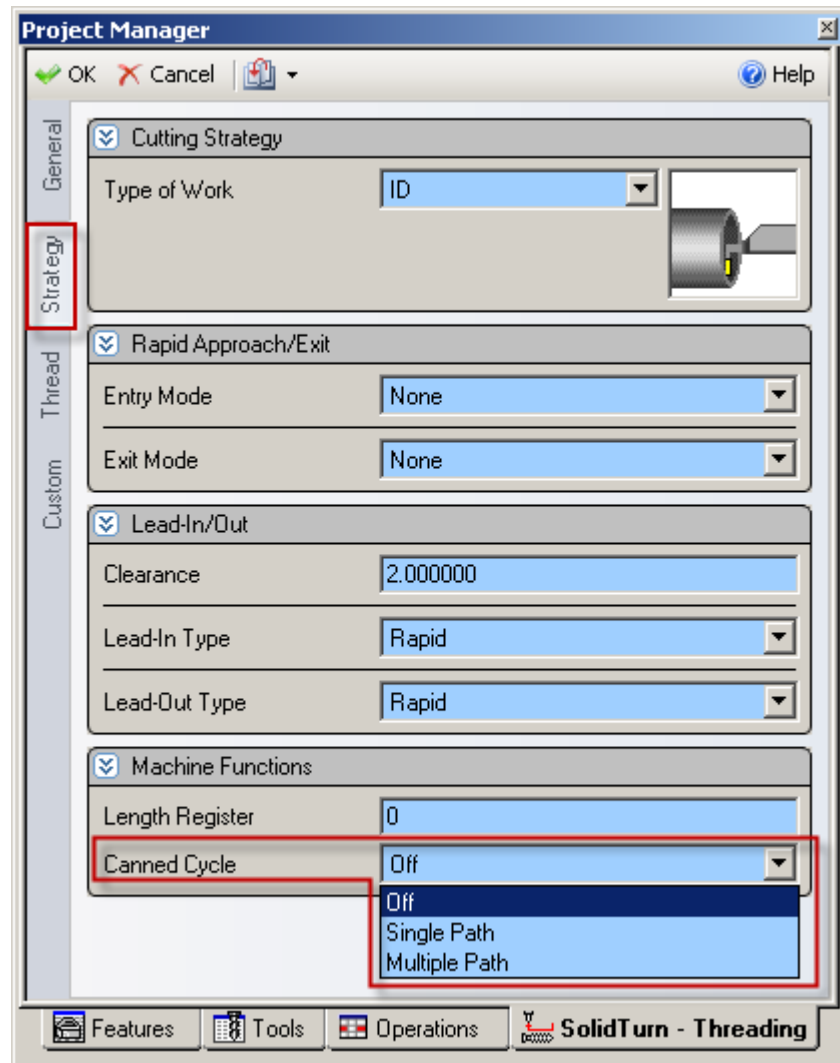 Project Manager
OK Cancel Help
General
Strategy
Thread
Custom
Cutting Strategy
Type of Work ID
Rapid Approach/Exit
Entry Mode None
Exit Mode None
Lead-In/Out
Clearance 2.000000
Lead-In Type Rapid
Lead-Out Type Rapid
Machine Functions
Length Register 0
Canned Cycle Off
Off
Single Path
Multiple Path
Features Tools Operations SolidTurn - Threading